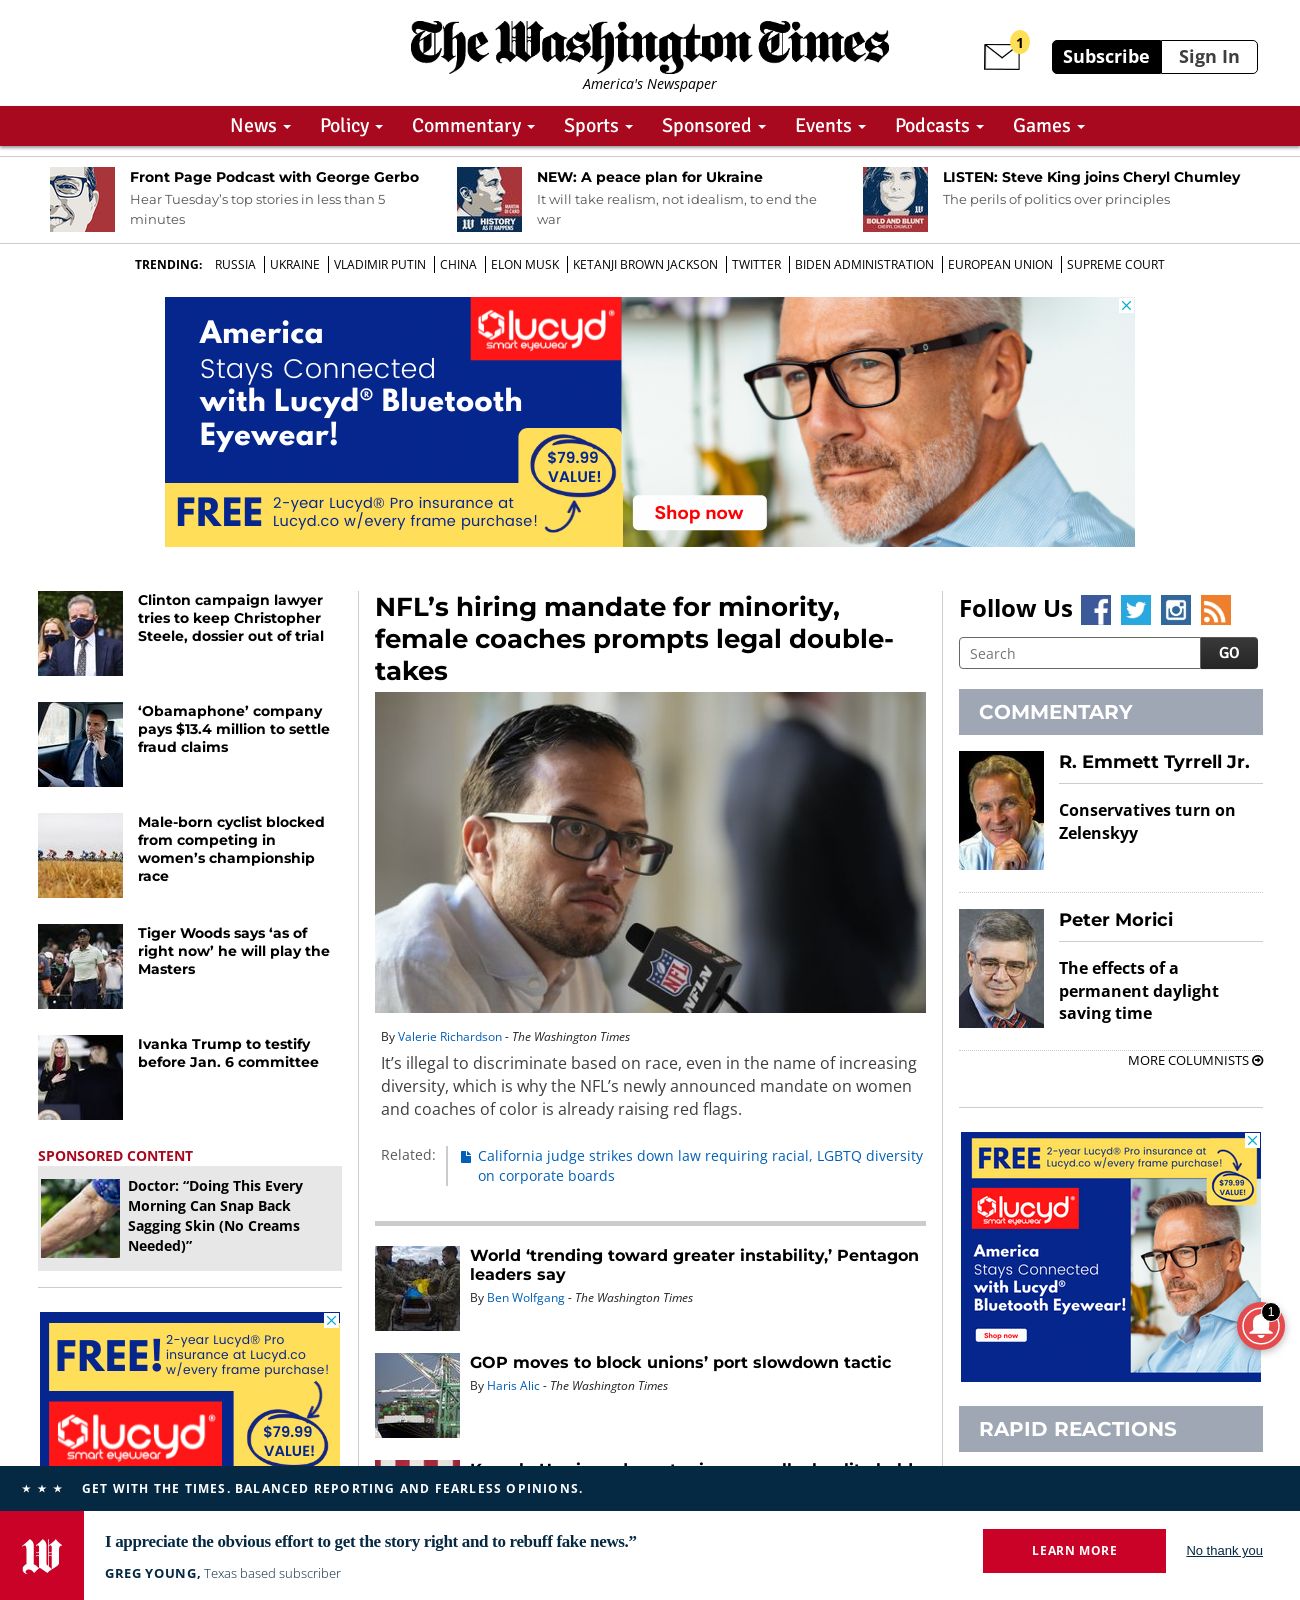 The Washington Times
America's Newspaper
1
Subscribe
Sign In
News
Policy
Commentary
Sports
Sponsored
Events
Podcasts
Games
Front Page Podcast with George Gerbo
Hear Tuesday's top stories in less than 5
minutes
MARTIN
DI CARO
HISTORY
AS IT HAPPENS
NEW: A peace plan for Ukraine
It will take realism, not idealism, to end the
war
BOLD AND BLUNT
CHERYL CHUMLEY
LISTEN: Steve King joins Cheryl Chumley
The perils of politics over principles
TRENDING: RUSSIA UKRAINE VLADIMIR PUTIN CHINA ELON MUSK KETANJI BROWN JACKSON TWITTER BIDEN ADMINISTRATION EUROPEAN UNION SUPREME COURT
America
Stays Connected
with Lucyd® Bluetooth
Eyewear!
lucyd®
smart eyewear
$79.99
VALUE!
FREE
2-year Lucyd® Pro insurance at
Lucyd.co w/every frame purchase!
Shop now
Clinton campaign lawyer
tries to keep Christopher
Steele, dossier out of trial
‘Obamaphone’ company
pays $13.4 million to settle
fraud claims
Male-born cyclist blocked
from competing in
women’s championship
race
Tiger Woods says ‘as of
right now’ he will play the
Masters
Ivanka Trump to testify
before Jan. 6 committee
SPONSORED CONTENT
Doctor: “Doing This Every
Morning Can Snap Back
Sagging Skin (No Creams
Needed)”
FREE!
2-year Lucyd® Pro
insurance at Lucyd.co
w/every frame purchase!
lucyd®
smart eyewear
$79.99
VALUE!
NFL’s hiring mandate for minority,
female coaches prompts legal double-
takes
NFL
NFLN
By Valerie Richardson - The Washington Times
It’s illegal to discriminate based on race, even in the name of increasing
diversity, which is why the NFL’s newly announced mandate on women
and coaches of color is already raising red flags.
Related:
California judge strikes down law requiring racial, LGBTQ diversity
on corporate boards
World ‘trending toward greater instability,’ Pentagon
leaders say
By Ben Wolfgang - The Washington Times
GOP moves to block unions’ port slowdown tactic
By Haris Alic - The Washington Times
Follow Us
Search
GO
COMMENTARY
R. Emmett Tyrrell Jr.
Conservatives turn on
Zelenskyy
Peter Morici
The effects of a
permanent daylight
saving time
MORE COLUMNISTS
FREE
2-year Lucyd® Pro insurance at
Lucyd.co w/every frame purchase!
$79.99
VALUE!
lucyd®
smart eyewear
America
Stays Connected
with Lucyd®
Bluetooth Eyewear!
Shop now
1
RAPID REACTIONS
GET WITH THE TIMES. BALANCED REPORTING AND FEARLESS OPINIONS.
W
I appreciate the obvious effort to get the story right and to rebuff fake news.”
GREG YOUNG, Texas based subscriber
LEARN MORE
No thank you